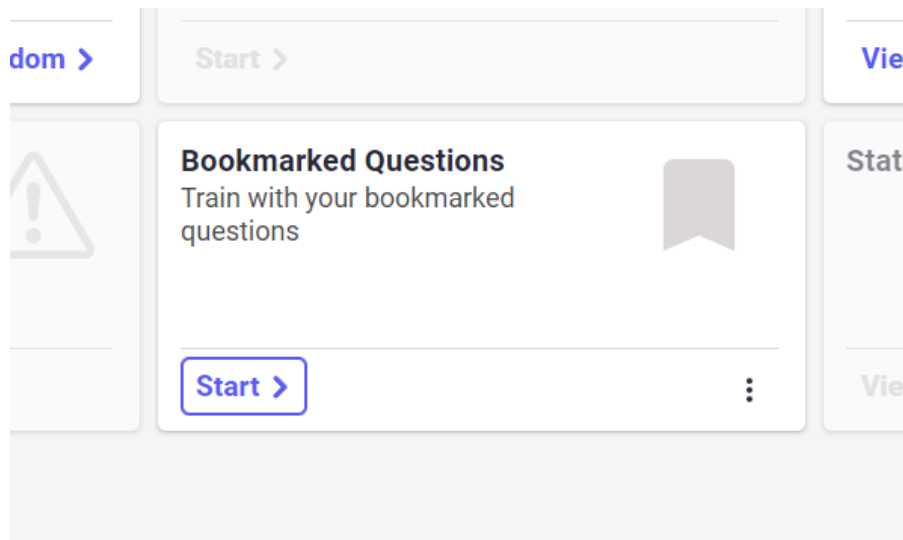 dom
Start
Vie
Bookmarked Questions
Train with your bookmarked
questions
Stat
Start
Vie